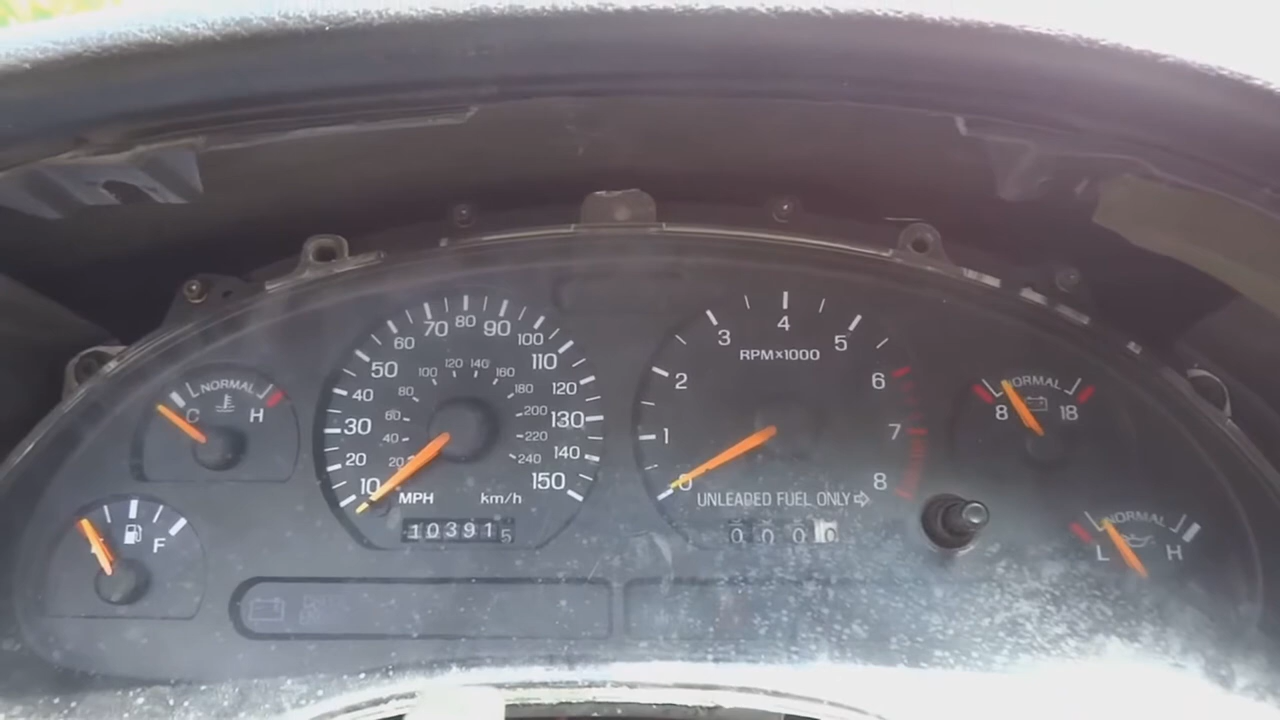 NORMAL
C H
F
10 20 30 40 50 60 70 80 90 100 110 120 130 140 150
20 40 60 80 100 120 140 160 180 200 220 240
MPH km/h
103915
0 1 2 3 4 5 6 7 8
RPM×1000
UNLEADED FUEL ONLY
0000
NORMAL
8 18
NORMAL
L H